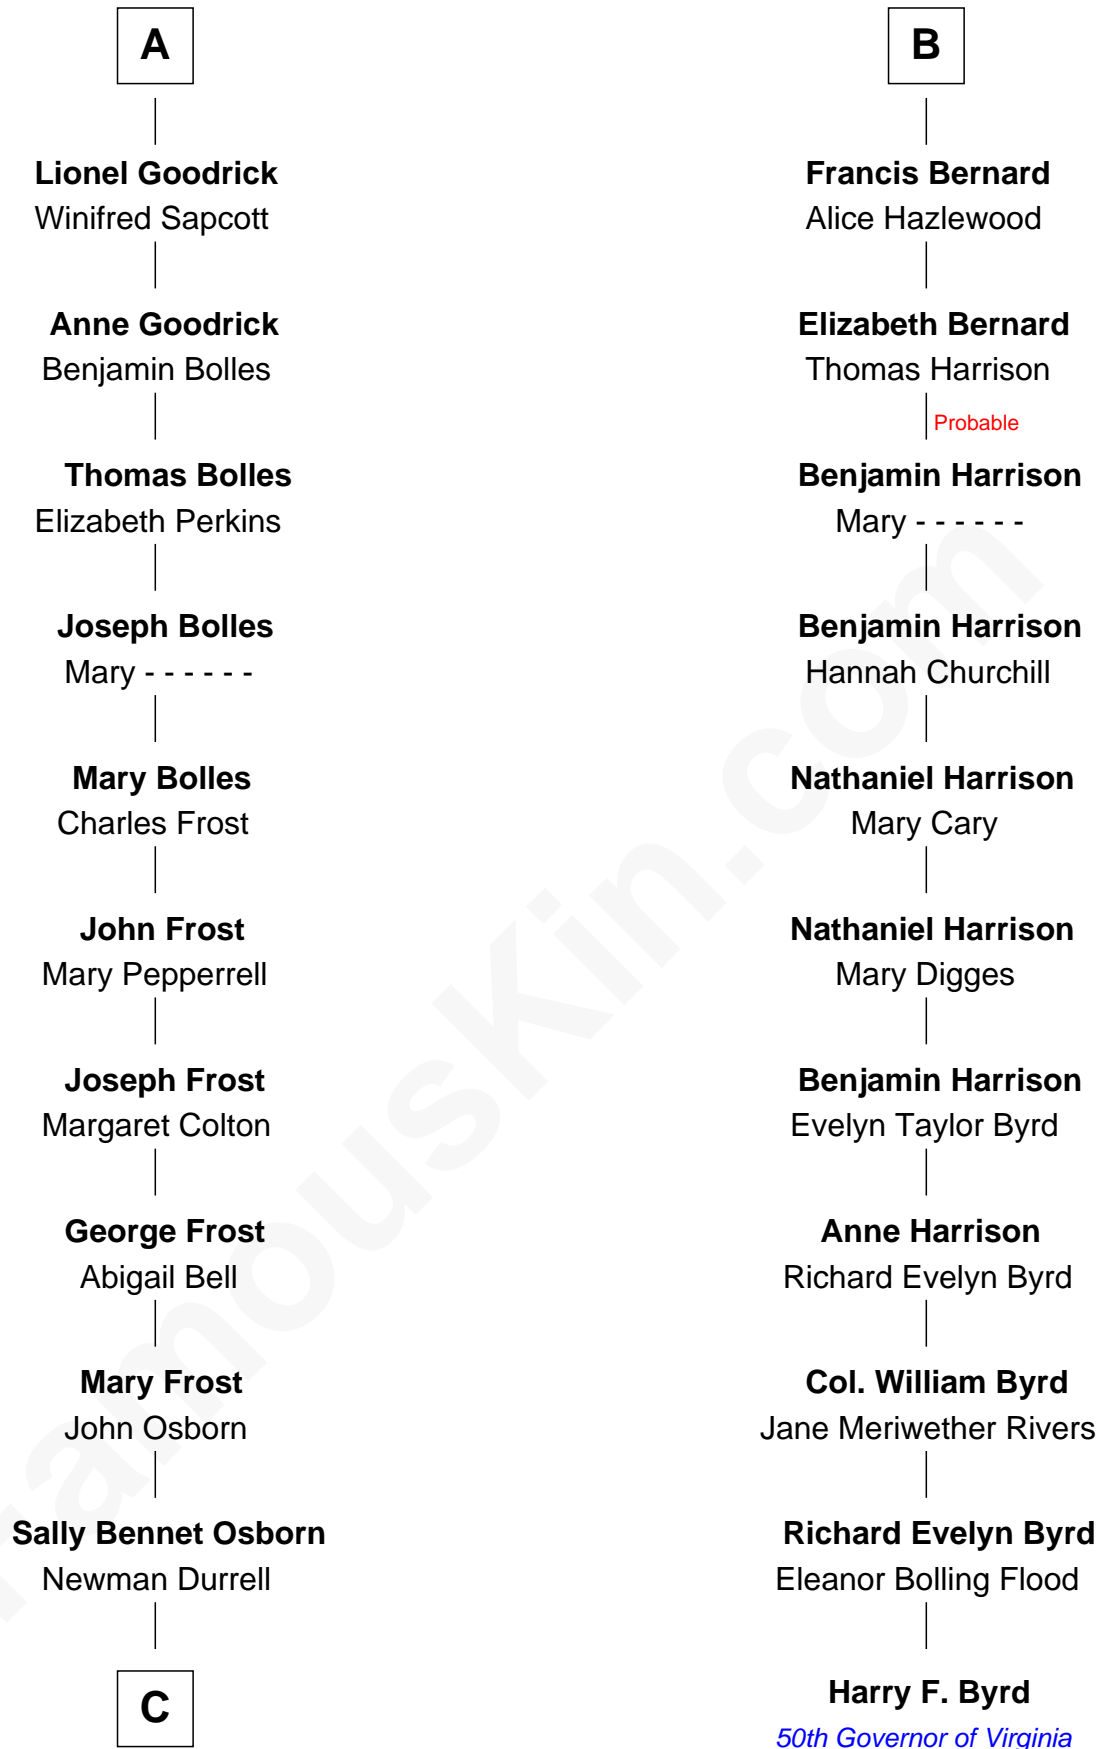 A
Lionel Goodrick
Winifred Sapcott
Anne Goodrick
Benjamin Bolles
Thomas Bolles
Elizabeth Perkins
Joseph Bolles
Mary - - - - - -
Mary Bolles
Charles Frost
John Frost
Mary Pepperrell
Joseph Frost
Margaret Colton
George Frost
Abigail Bell
Mary Frost
John Osborn
Sally Bennet Osborn
Newman Durrell
C
B
Francis Bernard
Alice Hazlewood
Elizabeth Bernard
Thomas Harrison
Probable
Benjamin Harrison
Mary - - - - - -
Benjamin Harrison
Hannah Churchill
Nathaniel Harrison
Mary Cary
Nathaniel Harrison
Mary Digges
Benjamin Harrison
Evelyn Taylor Byrd
Anne Harrison
Richard Evelyn Byrd
Col. William Byrd
Jane Meriwether Rivers
Richard Evelyn Byrd
Eleanor Bolling Flood
Harry F. Byrd
50th Governor of Virginia
FamousKin.com